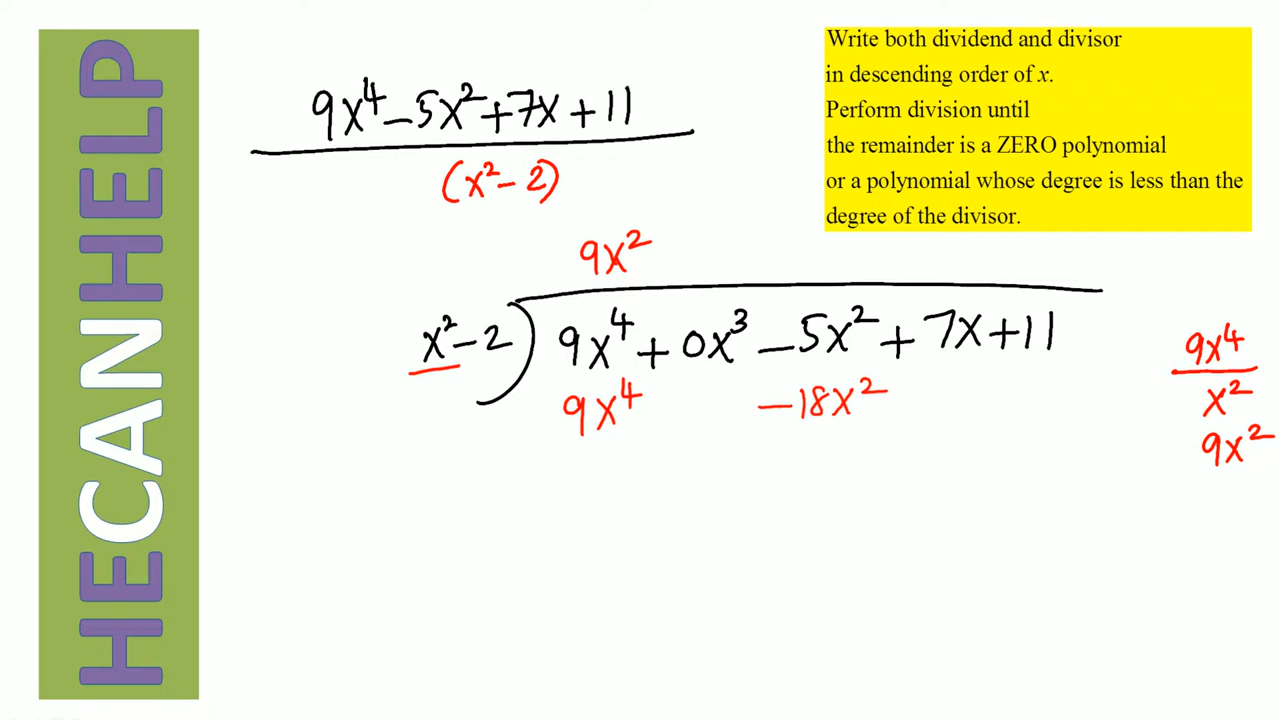 HECANHELP
9x⁴ – 5x² + 7x + 11
(x² – 2)
Write both dividend and divisor
in descending order of x.
Perform division until
the remainder is a ZERO polynomial
or a polynomial whose degree is less than the
degree of the divisor.
9x²
x² – 2 ) 9x⁴ + 0x³ – 5x² + 7x + 11
9x⁴ – 18x²
9x⁴
x²
9x²